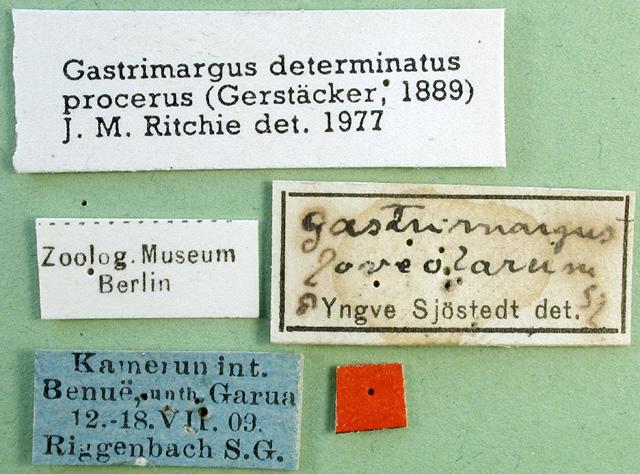 Gastrimargus determinatus
procerus (Gerstäcker, 1889)
J. M. Ritchie det. 1977
Zoolog. Museum
Berlin
Gastrimargus
foveolarum
Yngve Sjöstedt det.
Kamerun int.
Benuë, unth. Garua
12.-18.VII. 09.
Riggenbach S.G.